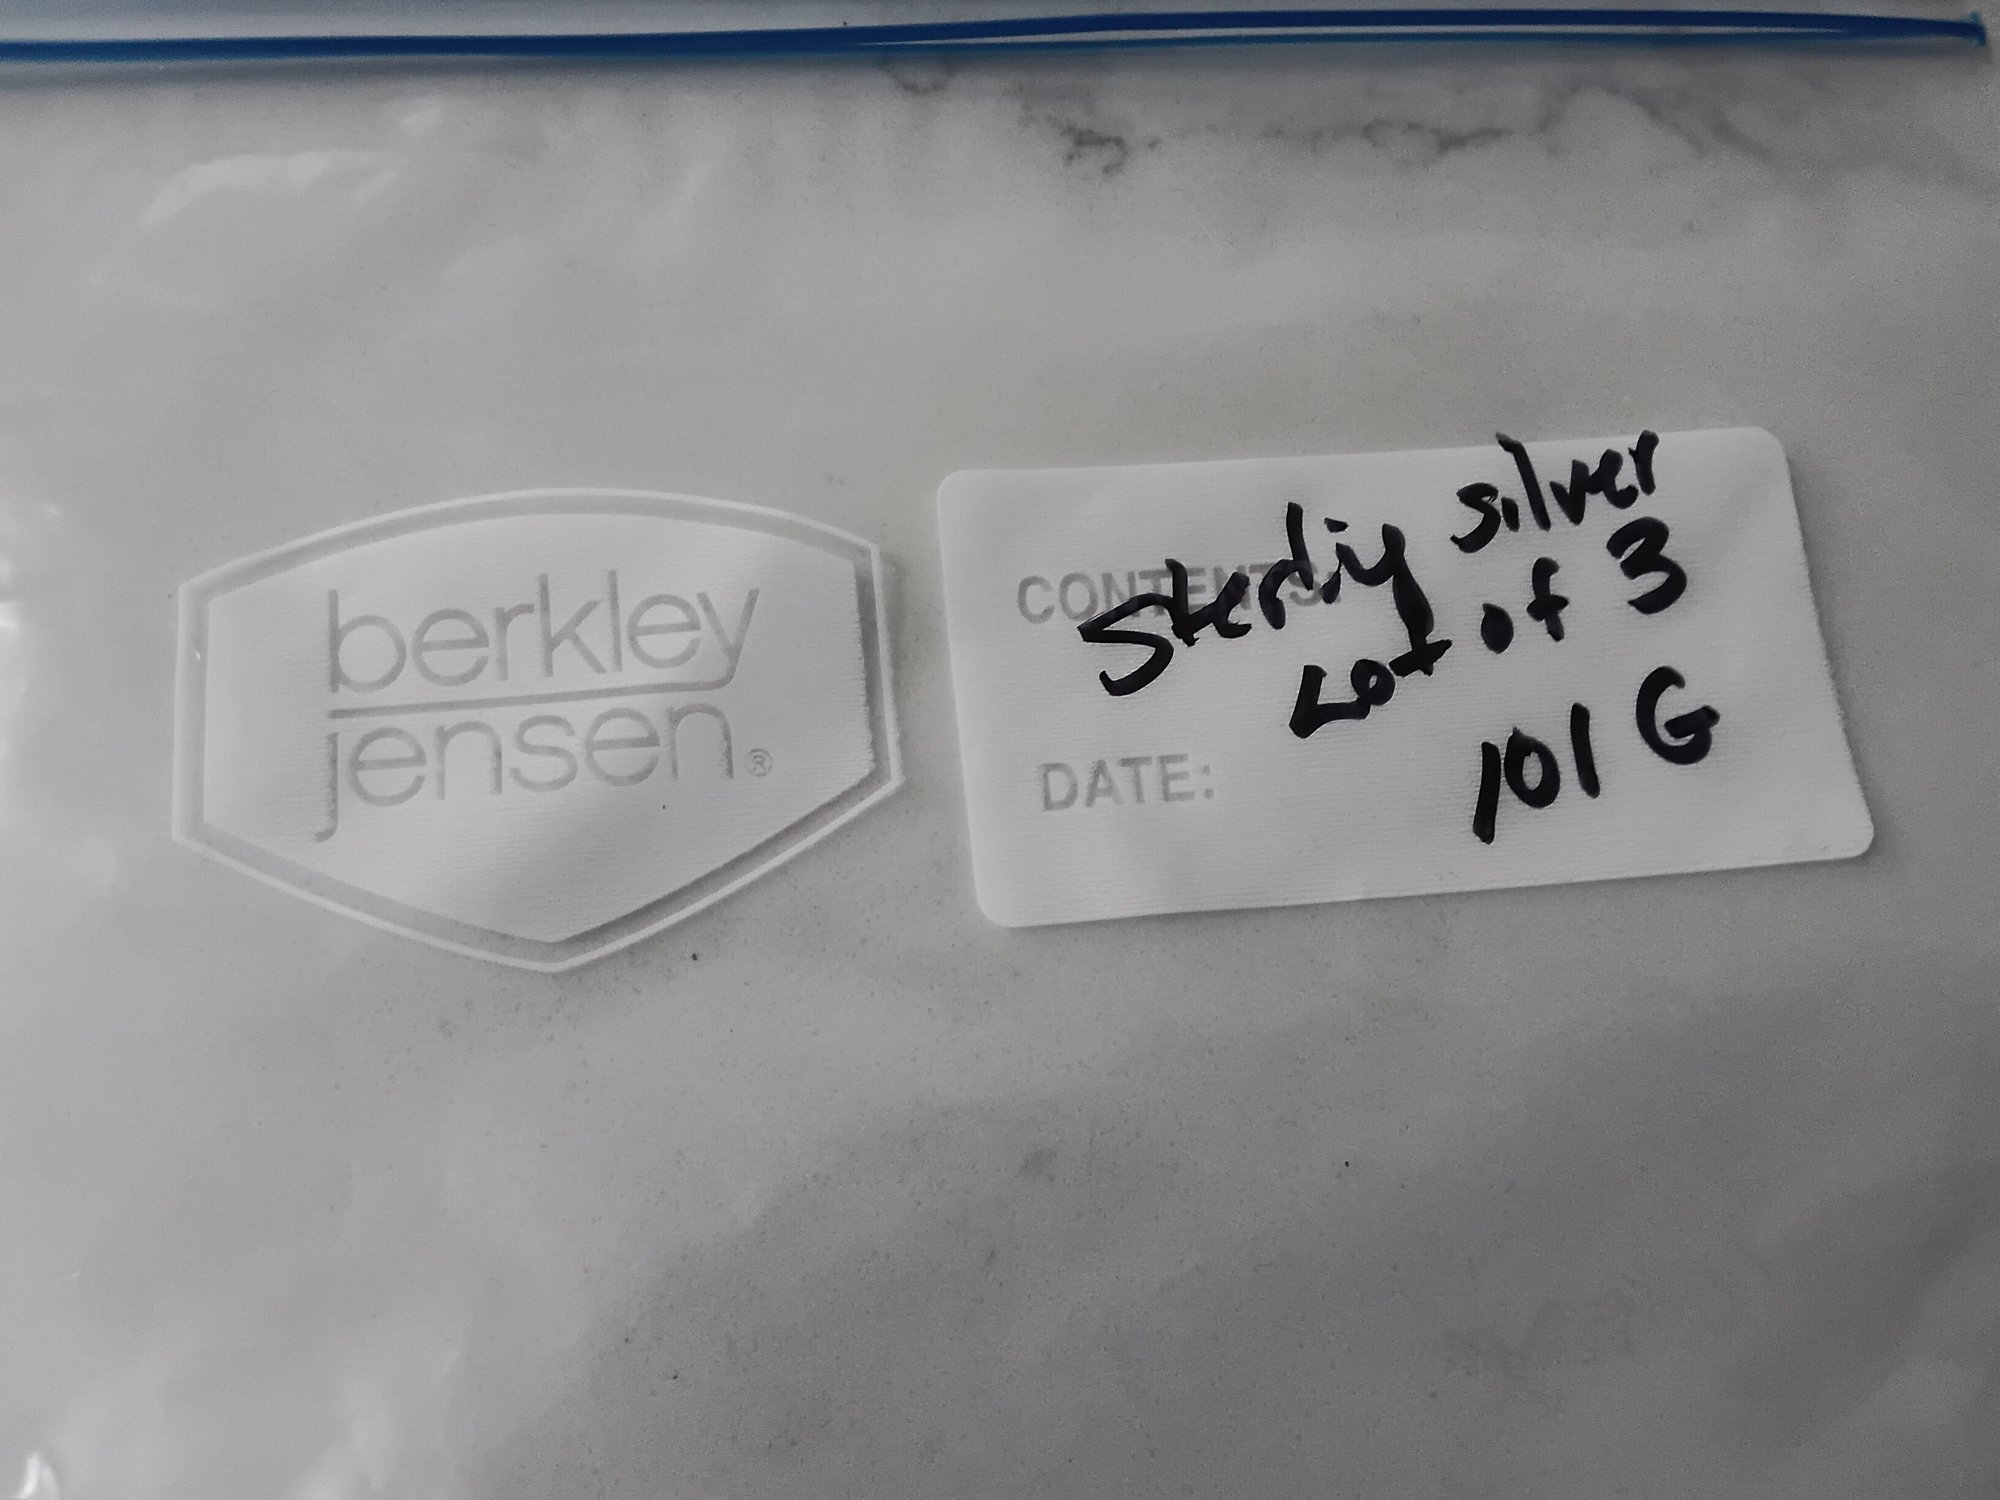 berkley
jensen®
CONTENTS:
Sterlig silver
Lot of 3
101 G
DATE: